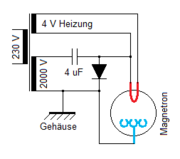 4 V Heizung
230 V
2000 V
4 uF
Gehäuse
Magnetron